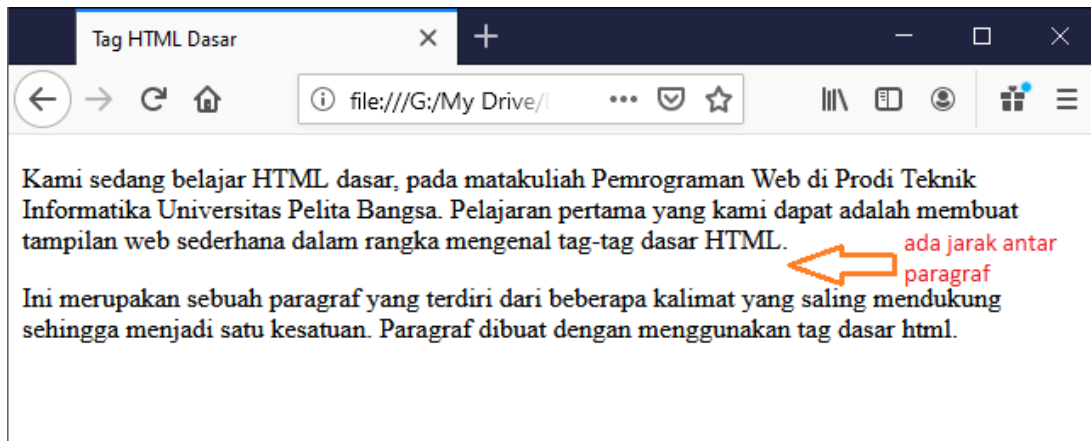 Tag HTML Dasar
file:///G:/My Drive/
Kami sedang belajar HTML dasar, pada matakuliah Pemrograman Web di Prodi Teknik
Informatika Universitas Pelita Bangsa. Pelajaran pertama yang kami dapat adalah membuat
tampilan web sederhana dalam rangka mengenal tag-tag dasar HTML.
ada jarak antar
paragraf
Ini merupakan sebuah paragraf yang terdiri dari beberapa kalimat yang saling mendukung
sehingga menjadi satu kesatuan. Paragraf dibuat dengan menggunakan tag dasar html.